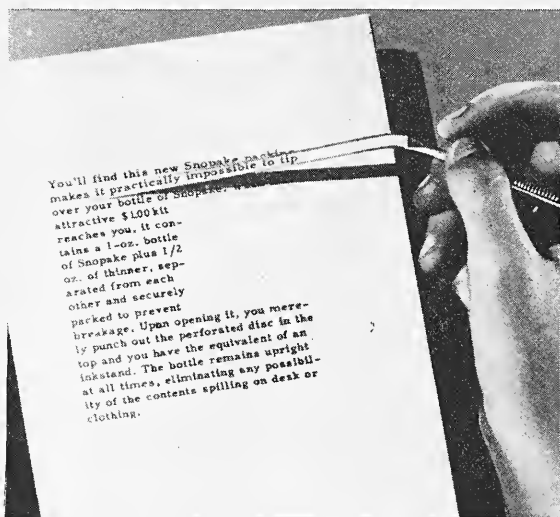 You'll find this new Snopake packing
makes it practically impossible to tip
over your bottle of Snopake.
attractive $1.00 kit
reaches you, it con-
tains a 1-oz. bottle
of Snopake plus 1/2
oz. of thinner, sep-
arated from each
other and securely
packed to prevent
breakage. Upon opening it, you mere-
ly punch out the perforated disc in the
top and you have the equivalent of an
inkstand. The bottle remains upright
at all times, eliminating any possibil-
ity of the contents spilling on desk or
clothing.